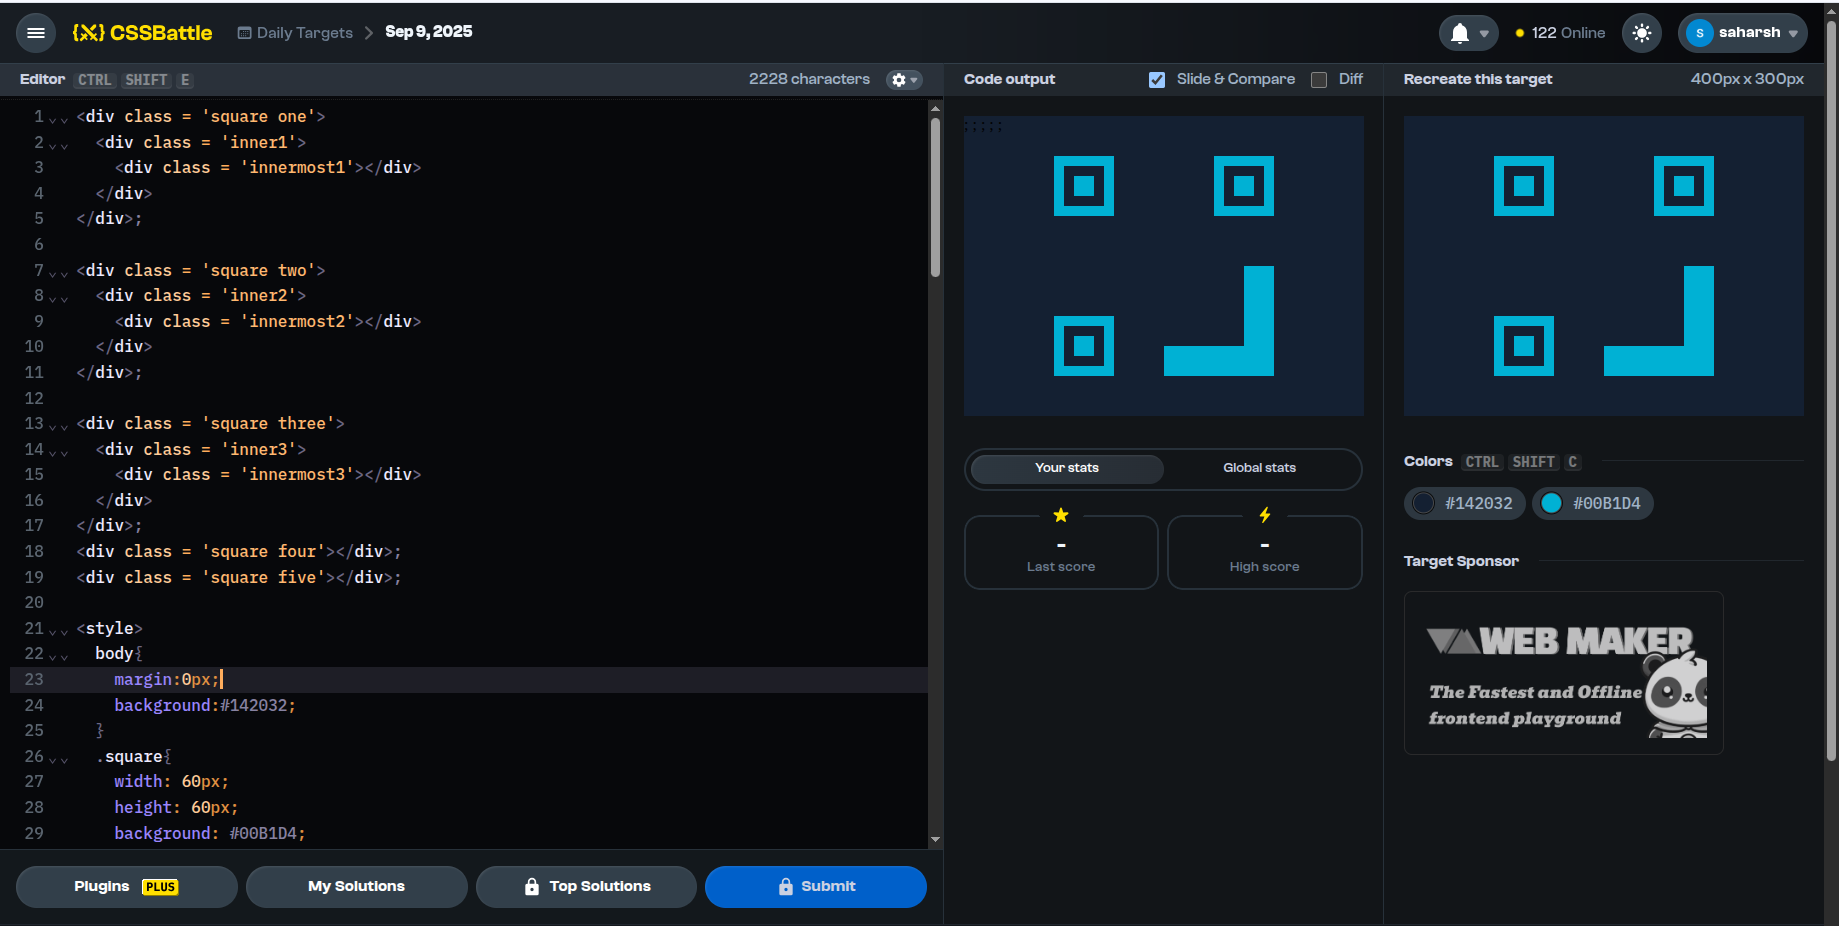 CSSBattle
Daily Targets > Sep 9, 2025
122 Online
S saharsh
Editor CTRL SHIFT E
2228 characters
Code output
Slide & Compare
Diff
Recreate this target
400px x 300px
1 <div class = 'square one'>
2 <div class = 'inner1'>
3 <div class = 'innermost1'></div>
4 </div>
5 </div>;
6
7 <div class = 'square two'>
8 <div class = 'inner2'>
9 <div class = 'innermost2'></div>
10 </div>
11 </div>;
12
13 <div class = 'square three'>
14 <div class = 'inner3'>
15 <div class = 'innermost3'></div>
16 </div>
17 </div>;
18 <div class = 'square four'></div>;
19 <div class = 'square five'></div>;
20
21 <style>
22 body{
23 margin:0px;
24 background:#142032;
25 }
26 .square{
27 width: 60px;
28 height: 60px;
29 background: #00B1D4;
; ; ; ; ;
Your stats
Global stats
-
Last score
-
High score
Colors CTRL SHIFT C
#142032
#00B1D4
Target Sponsor
WEB MAKER
The Fastest and Offline
frontend playground
Plugins PLUS
My Solutions
Top Solutions
Submit